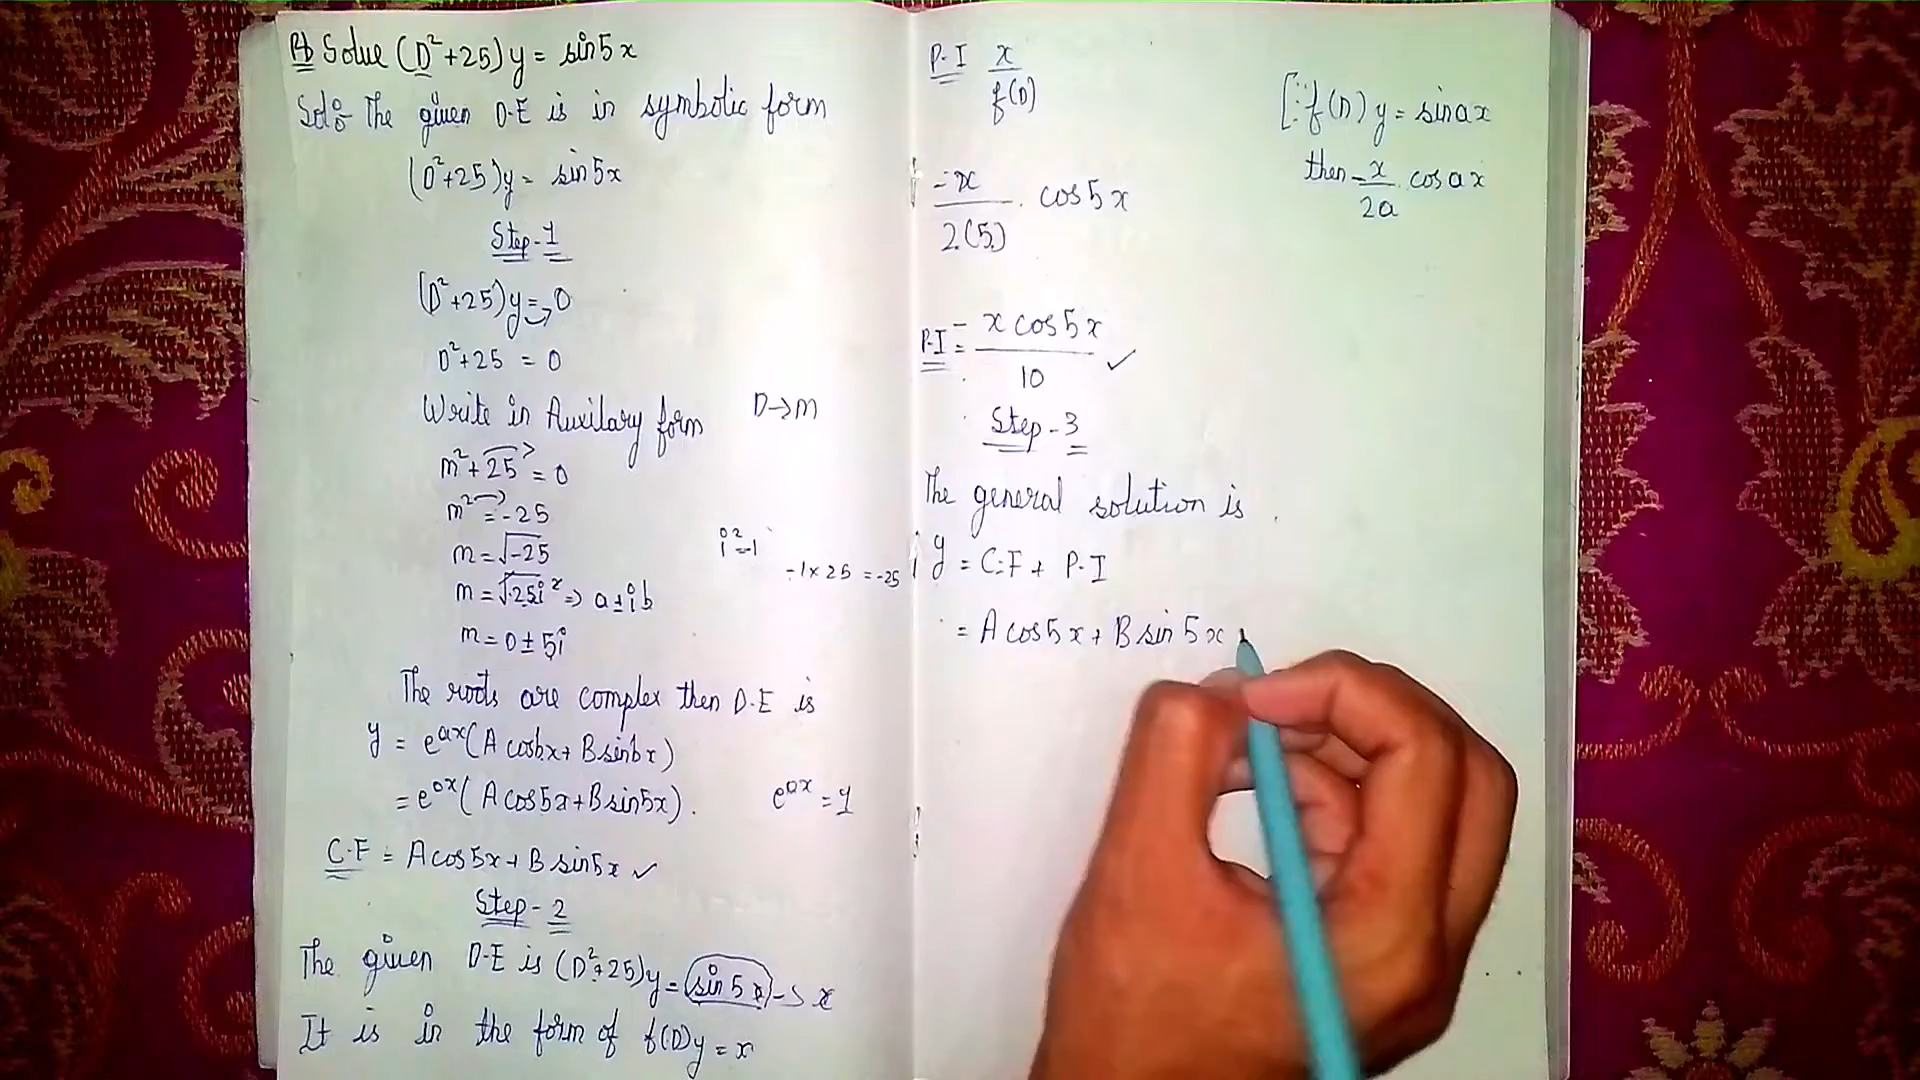 Pb Solve (D²+25)y = sin5x
Sol:- The given D.E is in symbolic form
(D²+25)y = sin5x
Step-1
(D²+25)y = 0
D²+25 = 0
Write in Auxilary form D→m
m²+25 = 0
m² = -25
m = √-25
i² = -1
-1×25 = -25
m = √25i² => a±ib
m = 0±5i
The roots are complex then D.E is
y = e^ax(A cosbx + B sinbx)
= e^0x(A cos5x + B sin5x). e^0x = 1
C.F = A cos5x + B sin5x ✓
Step-2
The given D.E is (D²+25)y = sin5x → x
It is in the form of f(D)y = x
P.I x/f(D)
[∵ f(D)y = sinax
then -x/2a cosax
-x/2(5) . cos5x
P.I = -x cos5x/10 ✓
Step-3
The general solution is
y = C.F + P.I
= A cos5x + B sin5x